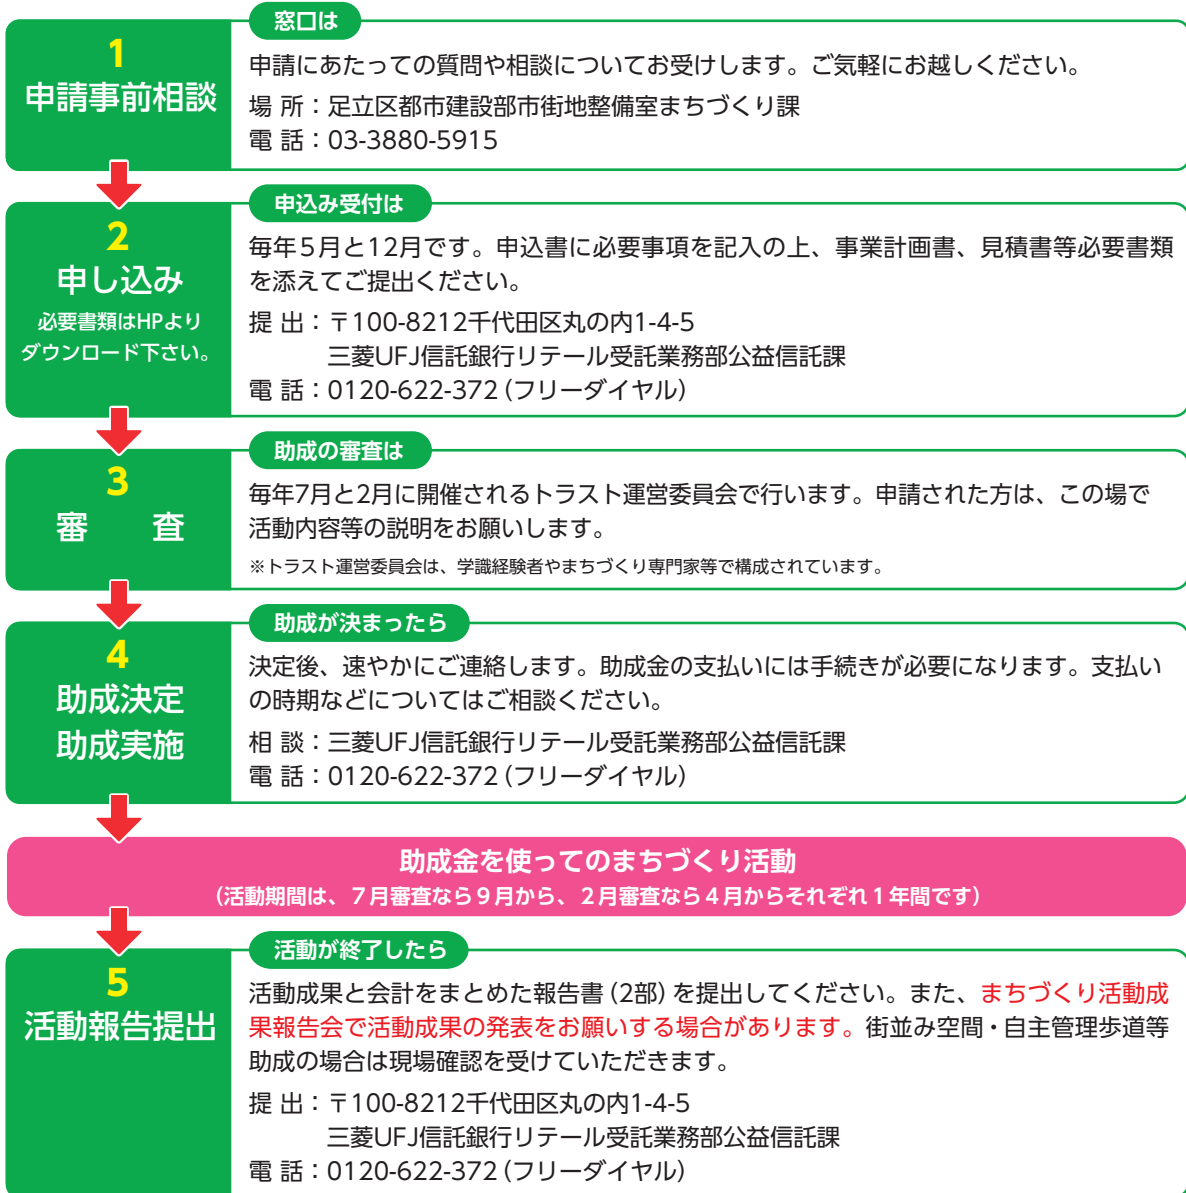 1
申請事前相談
窓口は
申請にあたっての質問や相談についてお受けします。ご気軽にお越しください。
場 所：足立区都市建設部市街地整備室まちづくり課
電 話：03-3880-5915
2
申し込み
必要書類はHPより
ダウンロード下さい。
申込み受付は
毎年５月と12月です。申込書に必要事項を記入の上、事業計画書、見積書等必要書類
を添えてご提出ください。
提 出：〒100-8212千代田区丸の内1-4-5
三菱UFJ信託銀行リテール受託業務部公益信託課
電 話：0120-622-372（フリーダイヤル）
3
審　査
助成の審査は
毎年7月と2月に開催されるトラスト運営委員会で行います。申請された方は、この場で
活動内容等の説明をお願いします。
※トラスト運営委員会は、学識経験者やまちづくり専門家等で構成されています。
4
助成決定
助成実施
助成が決まったら
決定後、速やかにご連絡します。助成金の支払いには手続きが必要になります。支払い
の時期などについてはご相談ください。
相 談：三菱UFJ信託銀行リテール受託業務部公益信託課
電 話：0120-622-372（フリーダイヤル）
助成金を使ってのまちづくり活動
（活動期間は、７月審査なら９月から、２月審査なら４月からそれぞれ１年間です）
5
活動報告提出
活動が終了したら
活動成果と会計をまとめた報告書（2部）を提出してください。また、まちづくり活動成
果報告会で活動成果の発表をお願いする場合があります。街並み空間・自主管理歩道等
助成の場合は現場確認を受けていただきます。
提 出：〒100-8212千代田区丸の内1-4-5
三菱UFJ信託銀行リテール受託業務部公益信託課
電 話：0120-622-372（フリーダイヤル）